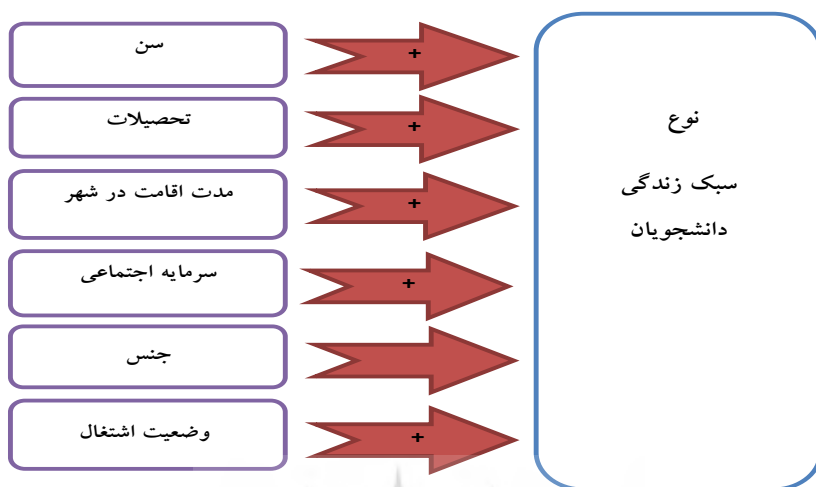 سن
+
تحصیلات
+
مدت اقامت در شهر
+
سرمایه اجتماعی
+
جنس
وضعیت اشتغال
+
نوع
سبک زندگی
دانشجویان